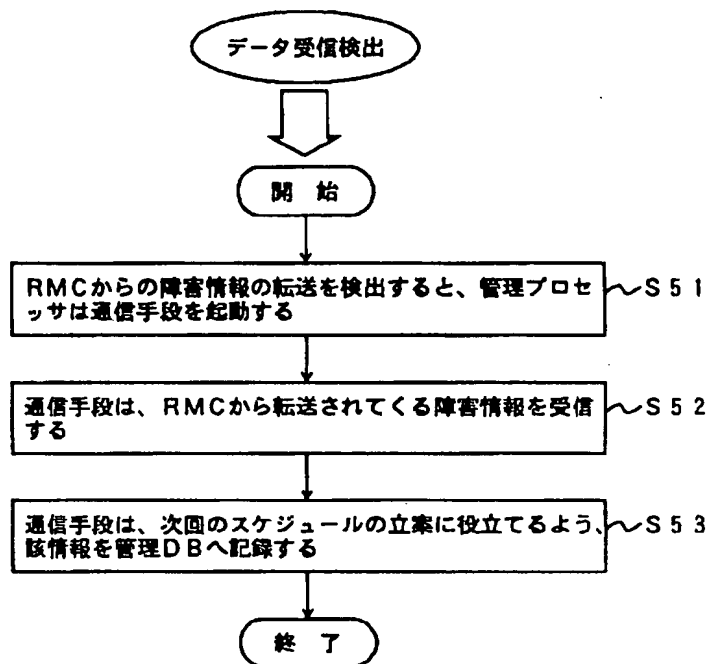 データ受信検出
開 始
RMCからの障害情報の転送を検出すると、管理プロセ
ッサは通信手段を起動する
S51
通信手段は、RMCから転送されてくる障害情報を受信
する
S52
通信手段は、次回のスケジュールの立案に役立てるよう、
該情報を管理DBへ記録する
S53
終 了